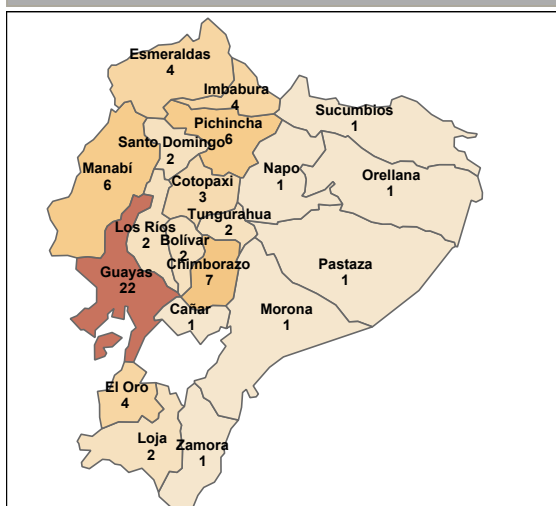 Esmeraldas
4
Imbabura
4
Sucumbíos
1
Pichincha
6
Santo Domingo
2
Manabí
6
Napo
1
Orellana
1
Cotopaxi
3
Tungurahua
2
Los Ríos
2
Bolívar
2
Chimborazo
7
Guayas
22
Pastaza
1
Cañar
1
Morona
1
El Oro
4
Loja
2
Zamora
1